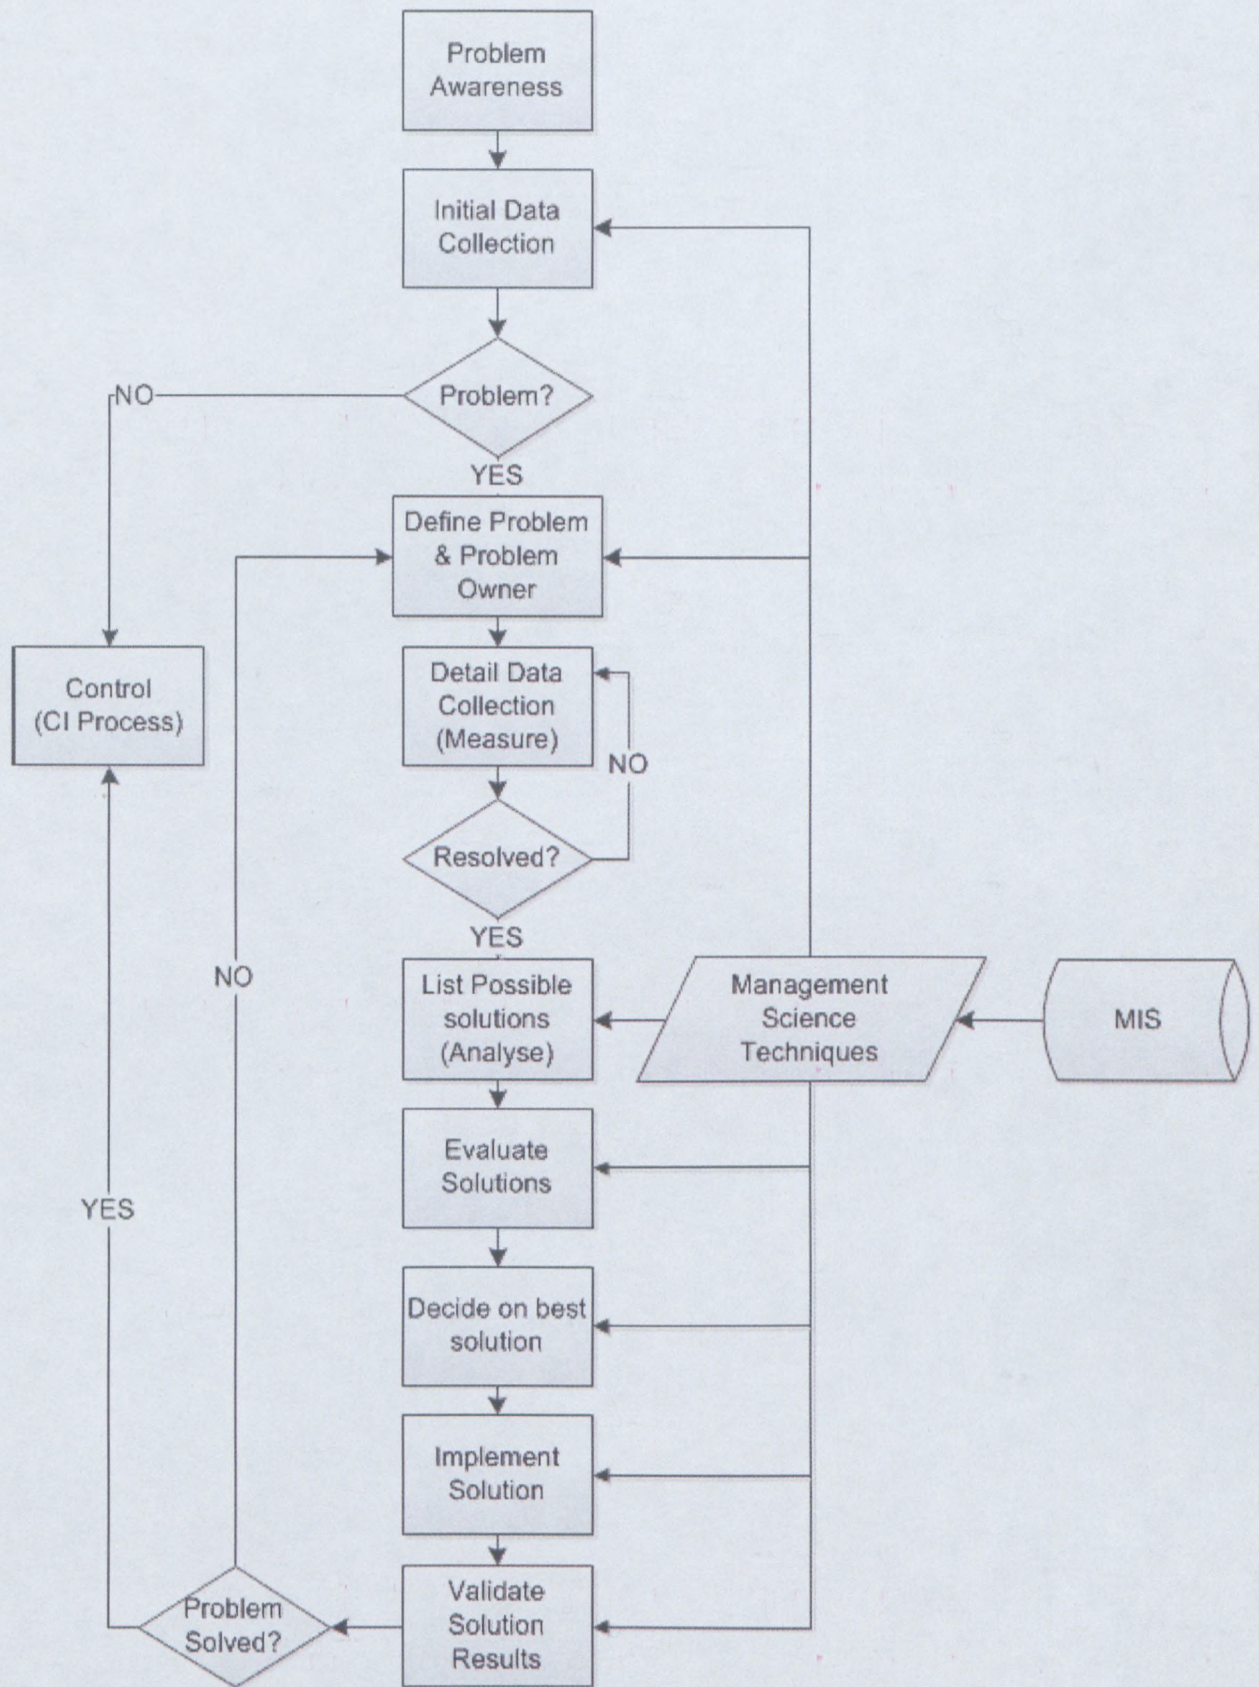 Problem
Awareness
Initial Data
Collection
Problem?
NO
YES
Define Problem
& Problem
Owner
Control
(CI Process)
Detail Data
Collection
(Measure)
NO
Resolved?
YES
NO
List Possible
solutions
(Analyse)
Management
Science
Techniques
MIS
Evaluate
Solutions
YES
Decide on best
solution
Implement
Solution
Validate
Solution
Results
Problem
Solved?